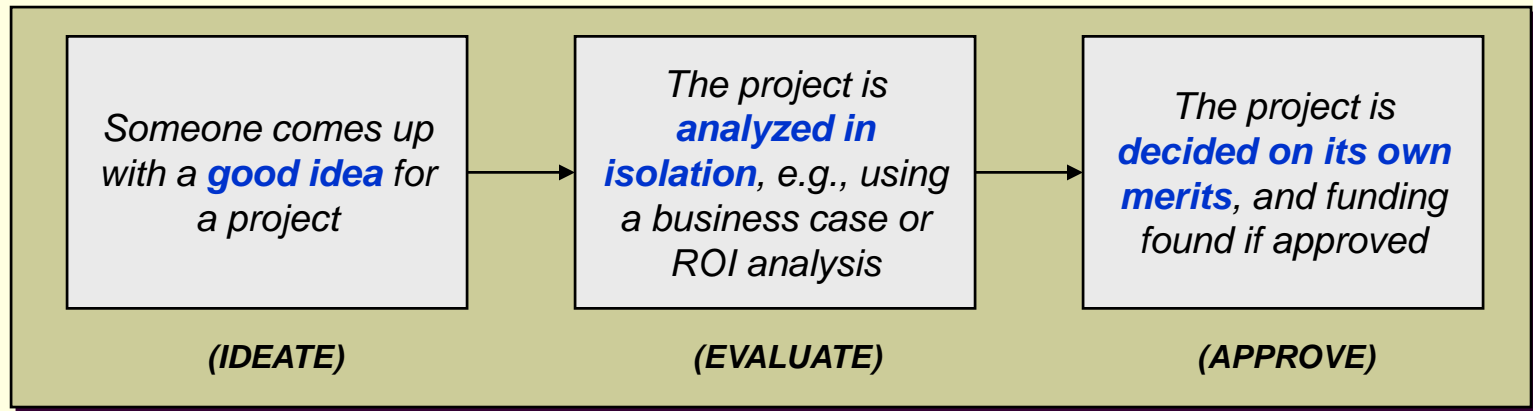 Someone comes up
with a good idea for
a project
(IDEATE)
The project is
analyzed in
isolation, e.g., using
a business case or
ROI analysis
(EVALUATE)
The project is
decided on its own
merits, and funding
found if approved
(APPROVE)